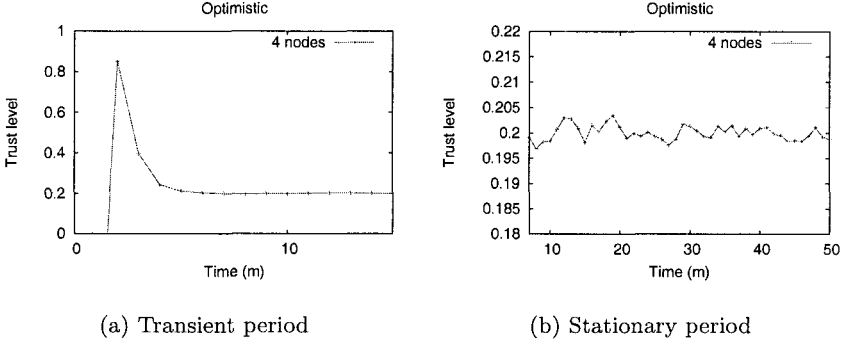 Optimistic
1
0.8
0.6
0.4
0.2
0
Trust level
4 nodes
0
10
Time (m)
(a) Transient period
Optimistic
0.22
0.215
0.21
0.205
0.2
0.195
0.19
0.185
0.18
Trust level
4 nodes
10
20
30
40
50
Time (m)
(b) Stationary period